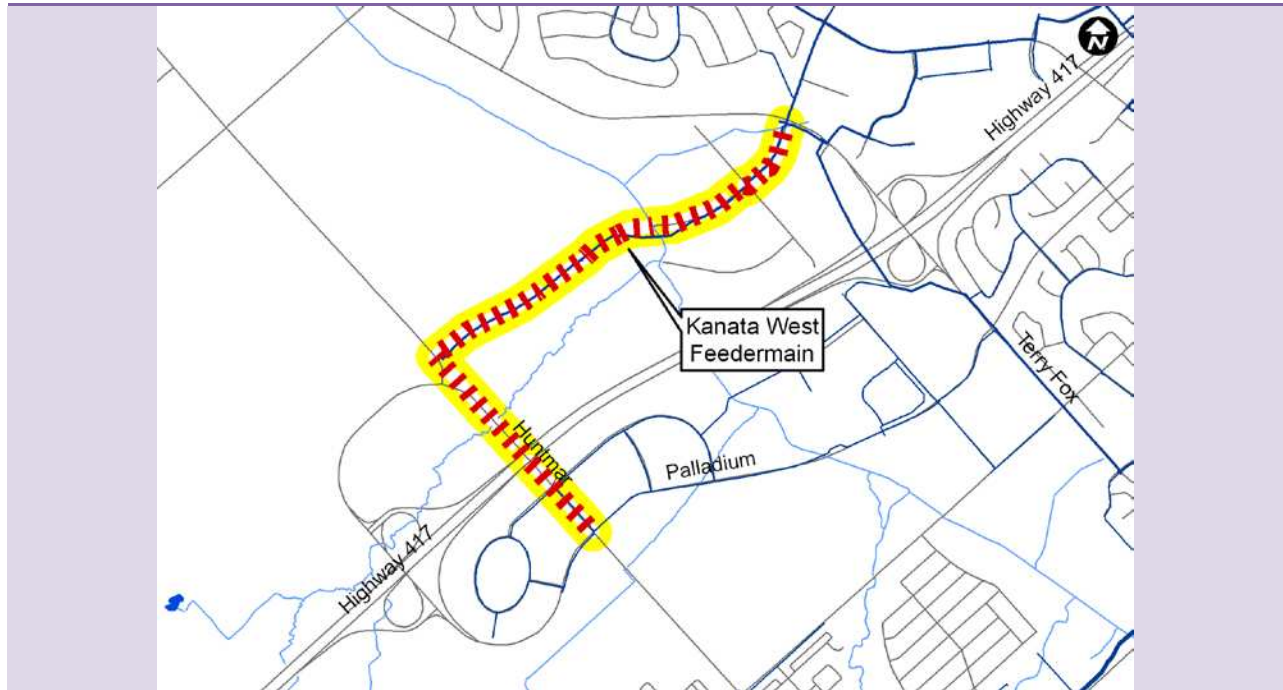 N
Highway 417
Kanata West
Feedermain
Terry Fox
Huntmar
Palladium
Highway 417